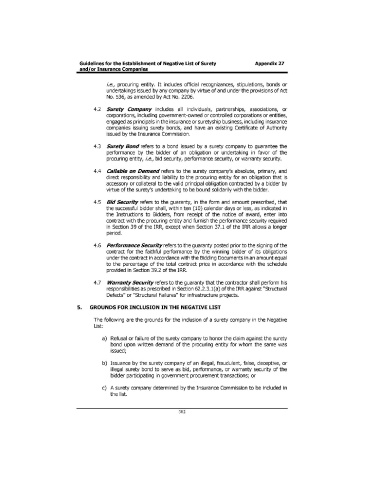 Guidelines for the Establishment of Negative List of Surety Appendix 27
and/or Insurance Companies
i.e., procuring entity. It includes official recognizances, stipulations, bonds or
undertakings issued by any company by virtue of and under the provisions of Act
No. 536, as amended by Act No. 2206.
4.2 Surety Company includes all individuals, partnerships, associations, or
corporations, including government-owned or controlled corporations or entities,
engaged as principals in the insurance or suretyship business, including insurance
companies issuing surety bonds, and have an existing Certificate of Authority
issued by the Insurance Commission.
4.3 Surety Bond refers to a bond issued by a surety company to guarantee the
performance by the bidder of an obligation or undertaking in favor of the
procuring entity, i.e., bid security, performance security, or warranty security.
4.4 Callable on Demand refers to the surety company's absolute, primary, and
direct responsibility and liability to the procuring entity for an obligation that is
accessory or collateral to the valid principal obligation contracted by a bidder by
virtue of the surety's undertaking to be bound solidarily with the bidder.
4.5 Bid Security refers to the guaranty, in the form and amount prescribed, that
the successful bidder shall, within ten (10) calendar days or less, as indicated in
the Instructions to Bidders, from receipt of the notice of award, enter into
contract with the procuring entity and furnish the performance security required
in Section 39 of the IRR, except when Section 37.1 of the IRR allows a longer
period.
4.6 Performance Security refers to the guaranty posted prior to the signing of the
contract for the faithful performance by the winning bidder of its obligations
under the contract in accordance with the Bidding Documents in an amount equal
to the percentage of the total contract price in accordance with the schedule
provided in Section 39.2 of the IRR.
4.7 Warranty Security refers to the guaranty that the contractor shall perform his
responsibilities as prescribed in Section 62.2.3.1(a) of the IRR against "Structural
Defects" or "Structural Failures" for infrastructure projects.
5. GROUNDS FOR INCLUSION IN THE NEGATIVE LIST
The following are the grounds for the inclusion of a surety company in the Negative
List:
a) Refusal or failure of the surety company to honor the claim against the surety
bond upon written demand of the procuring entity for whom the same was
issued;
b) Issuance by the surety company of an illegal, fraudulent, false, deceptive, or
illegal surety bond to serve as bid, performance, or warranty security of the
bidder participating in government procurement transactions; or
c) A surety company determined by the Insurance Commission to be included in
the list.